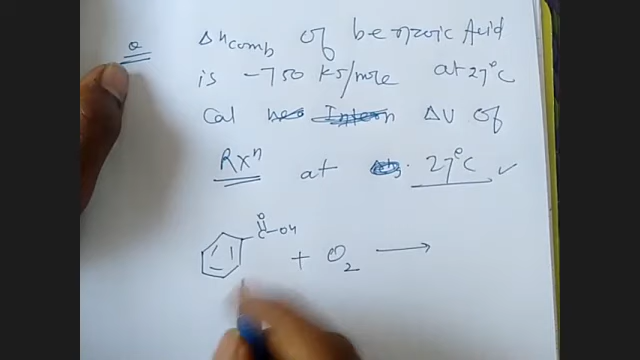 Q ΔHcomb of benzoic Acid
is -750 KJ/mole at 27°C
Cal ΔU of
Rxⁿ at 27°C ✓
O
C-OH
+ O₂ →